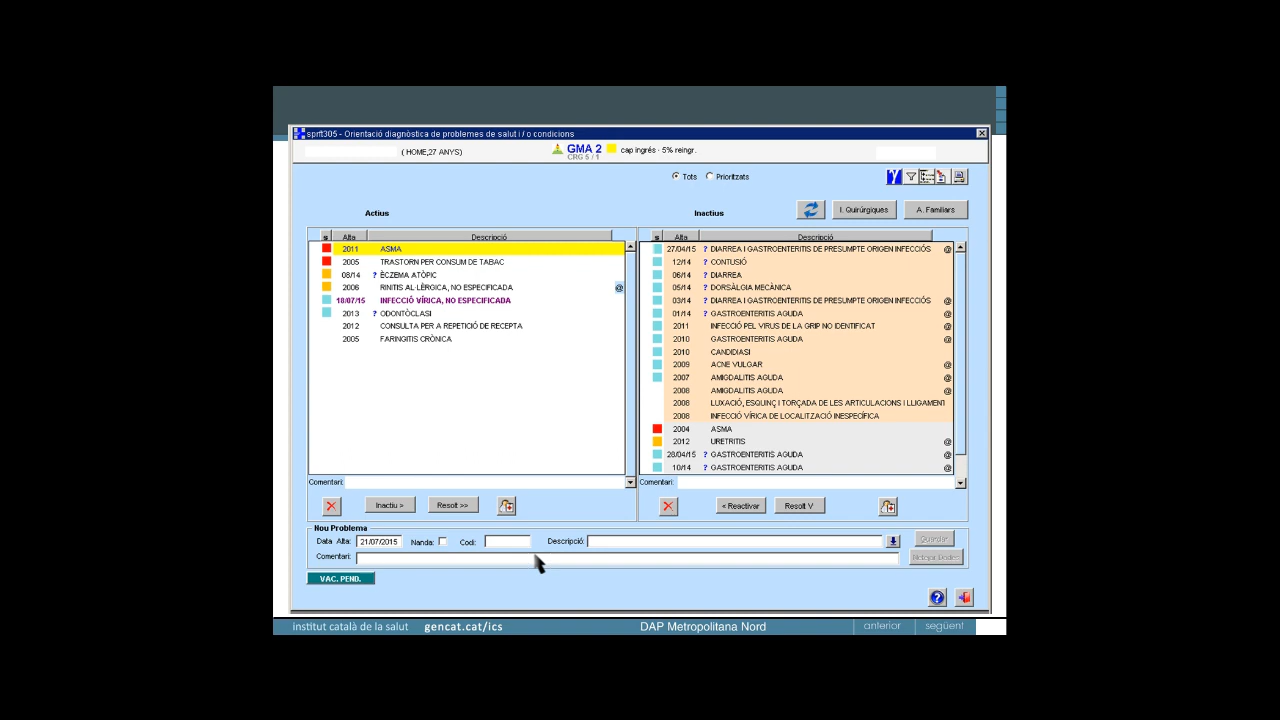 sprft305 - Orientació diagnòstica de problemes de salut i / o condicions
( HOME,27 ANYS)
GMA 2
cap ingrés - 5% reingr.
CRG 5 / 1
Tots
Prioritzats
Actius
Inactius
I. Quirúrgiques
A. Familiars
s Alta Descripció
2011 ASMA
2005 TRASTORN PER CONSUM DE TABAC
08/14 ? ÈCZEMA ATÒPIC
2006 RINITIS AL·LÈRGICA, NO ESPECIFICADA @
18/07/15 INFECCIÓ VÍRICA, NO ESPECIFICADA
2013 ? ODONTÒCLASI
2012 CONSULTA PER A REPETICIÓ DE RECEPTA
2005 FARINGITIS CRÒNICA
Comentari:
Inactiu >
Resolt >>
s Alta Descripció
27/04/15 ? DIARREA I GASTROENTERITIS DE PRESUMPTE ORIGEN INFECCIÓS @
12/14 ? CONTUSIÓ
06/14 ? DIARREA
05/14 ? DORSÀLGIA MECÀNICA
03/14 ? DIARREA I GASTROENTERITIS DE PRESUMPTE ORIGEN INFECCIÓS @
01/14 ? GASTROENTERITIS AGUDA @
2011 INFECCIÓ PEL VIRUS DE LA GRIP NO IDENTIFICAT @
2010 GASTROENTERITIS AGUDA @
2010 CANDIDIASI
2009 ACNE VULGAR @
2007 AMIGDALITIS AGUDA @
2008 AMIGDALITIS AGUDA @
2008 LUXACIÓ, ESQUINÇ I TORÇADA DE LES ARTICULACIONS I LLIGAMENT
2008 INFECCIÓ VÍRICA DE LOCALITZACIÓ INESPECÍFICA
2004 ASMA
2012 URETRITIS @
28/04/15 ? GASTROENTERITIS AGUDA @
10/14 ? GASTROENTERITIS AGUDA @
Comentari:
< Reactivar
Resolt V
Nou Problema
Data Alta: 21/07/2015 Nanda: Codi: Descripció: Guardar
Comentari: Netejar Dades
VAC. PEND.
institut català de la salut gencat.cat/ics DAP Metropolitana Nord anterior següent